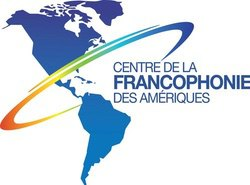 CENTRE DE LA
FRANCOPHONIE
DES AMÉRIQUES